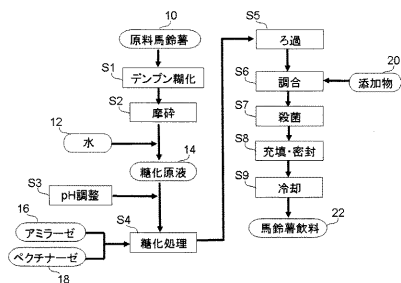 10
原料馬鈴薯
S1
デンプン糊化
S2
摩砕
12
水
14
糖化原液
S3
pH調整
16
アミラーゼ
ペクチナーゼ
18
S4
糖化処理
S5
ろ過
S6
調合
20
添加物
S7
殺菌
S8
充填・密封
S9
冷却
22
馬鈴薯飲料